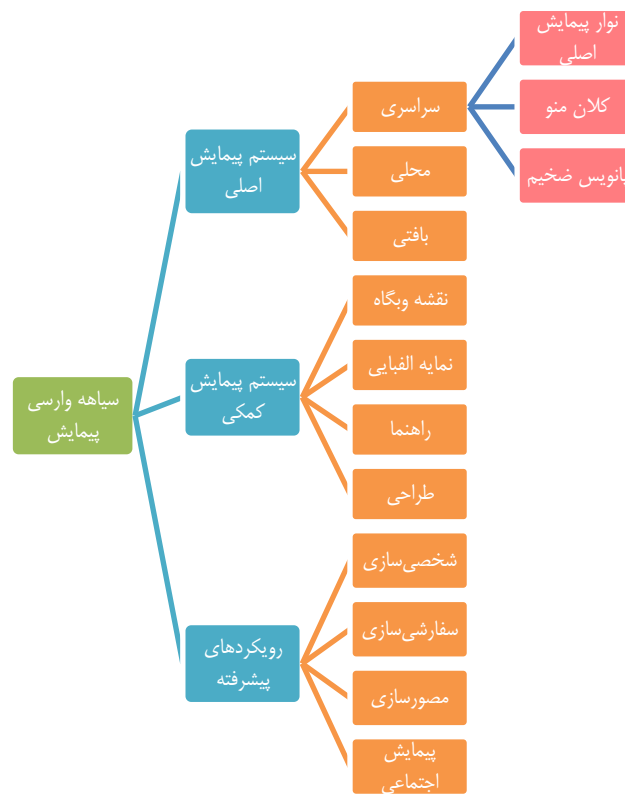 سیاهه وارسی
پیمایش
سیستم پیمایش
اصلی
سراسری
نوار پیمایش
اصلی
کلان منو
پانویس ضخیم
محلی
بافتی
سیستم پیمایش
کمکی
نقشه وبگاه
نمایه الفبایی
راهنما
طراحی
رویکردهای
پیشرفته
شخصی‌سازی
سفارشی‌سازی
مصورسازی
پیمایش
اجتماعی